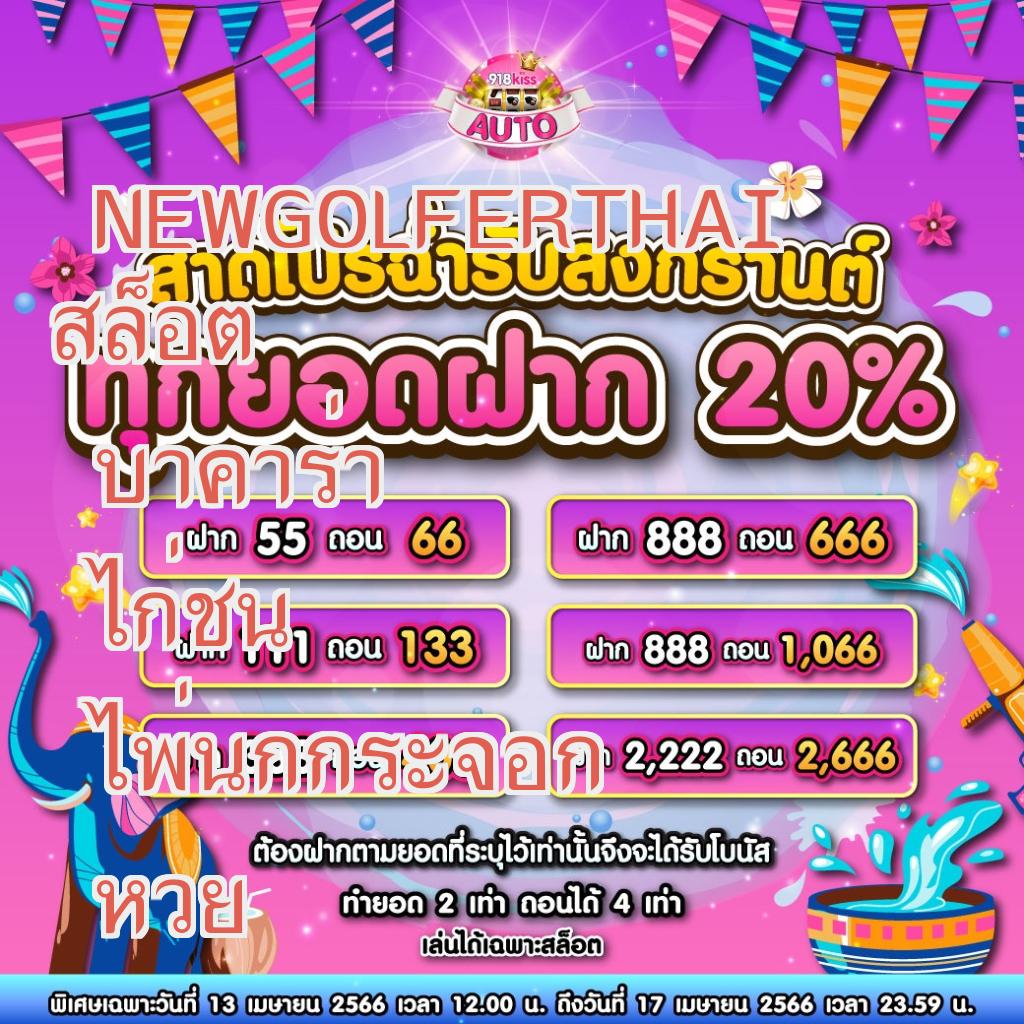 918kiss
AUTO
NEWGOLFERTHAI
สาดโปรฉ่ำรับสงกรานต์
สล็อต
ทุกยอดฝาก 20%
บาคาร่า
ฝาก 55 ถอน 66
ฝาก 888 ถอน 666
ไก่ชน
ถอน 133
ฝาก 888 ถอน 1,066
ไพ่นกกระจอก
2,222 ถอน 2,666
ต้องฝากตามยอดที่ระบุไว้เท่านั้นจึงจะได้รับโบนัส
หวย
ทำยอด 2 เท่า ถอนได้ 4 เท่า
เล่นได้เฉพาะสล็อต
พิเศษเฉพาะวันที่ 13 เมษายน 2566 เวลา 12.00 น. ถึงวันที่ 17 เมษายน 2566 เวลา 23.59 น.